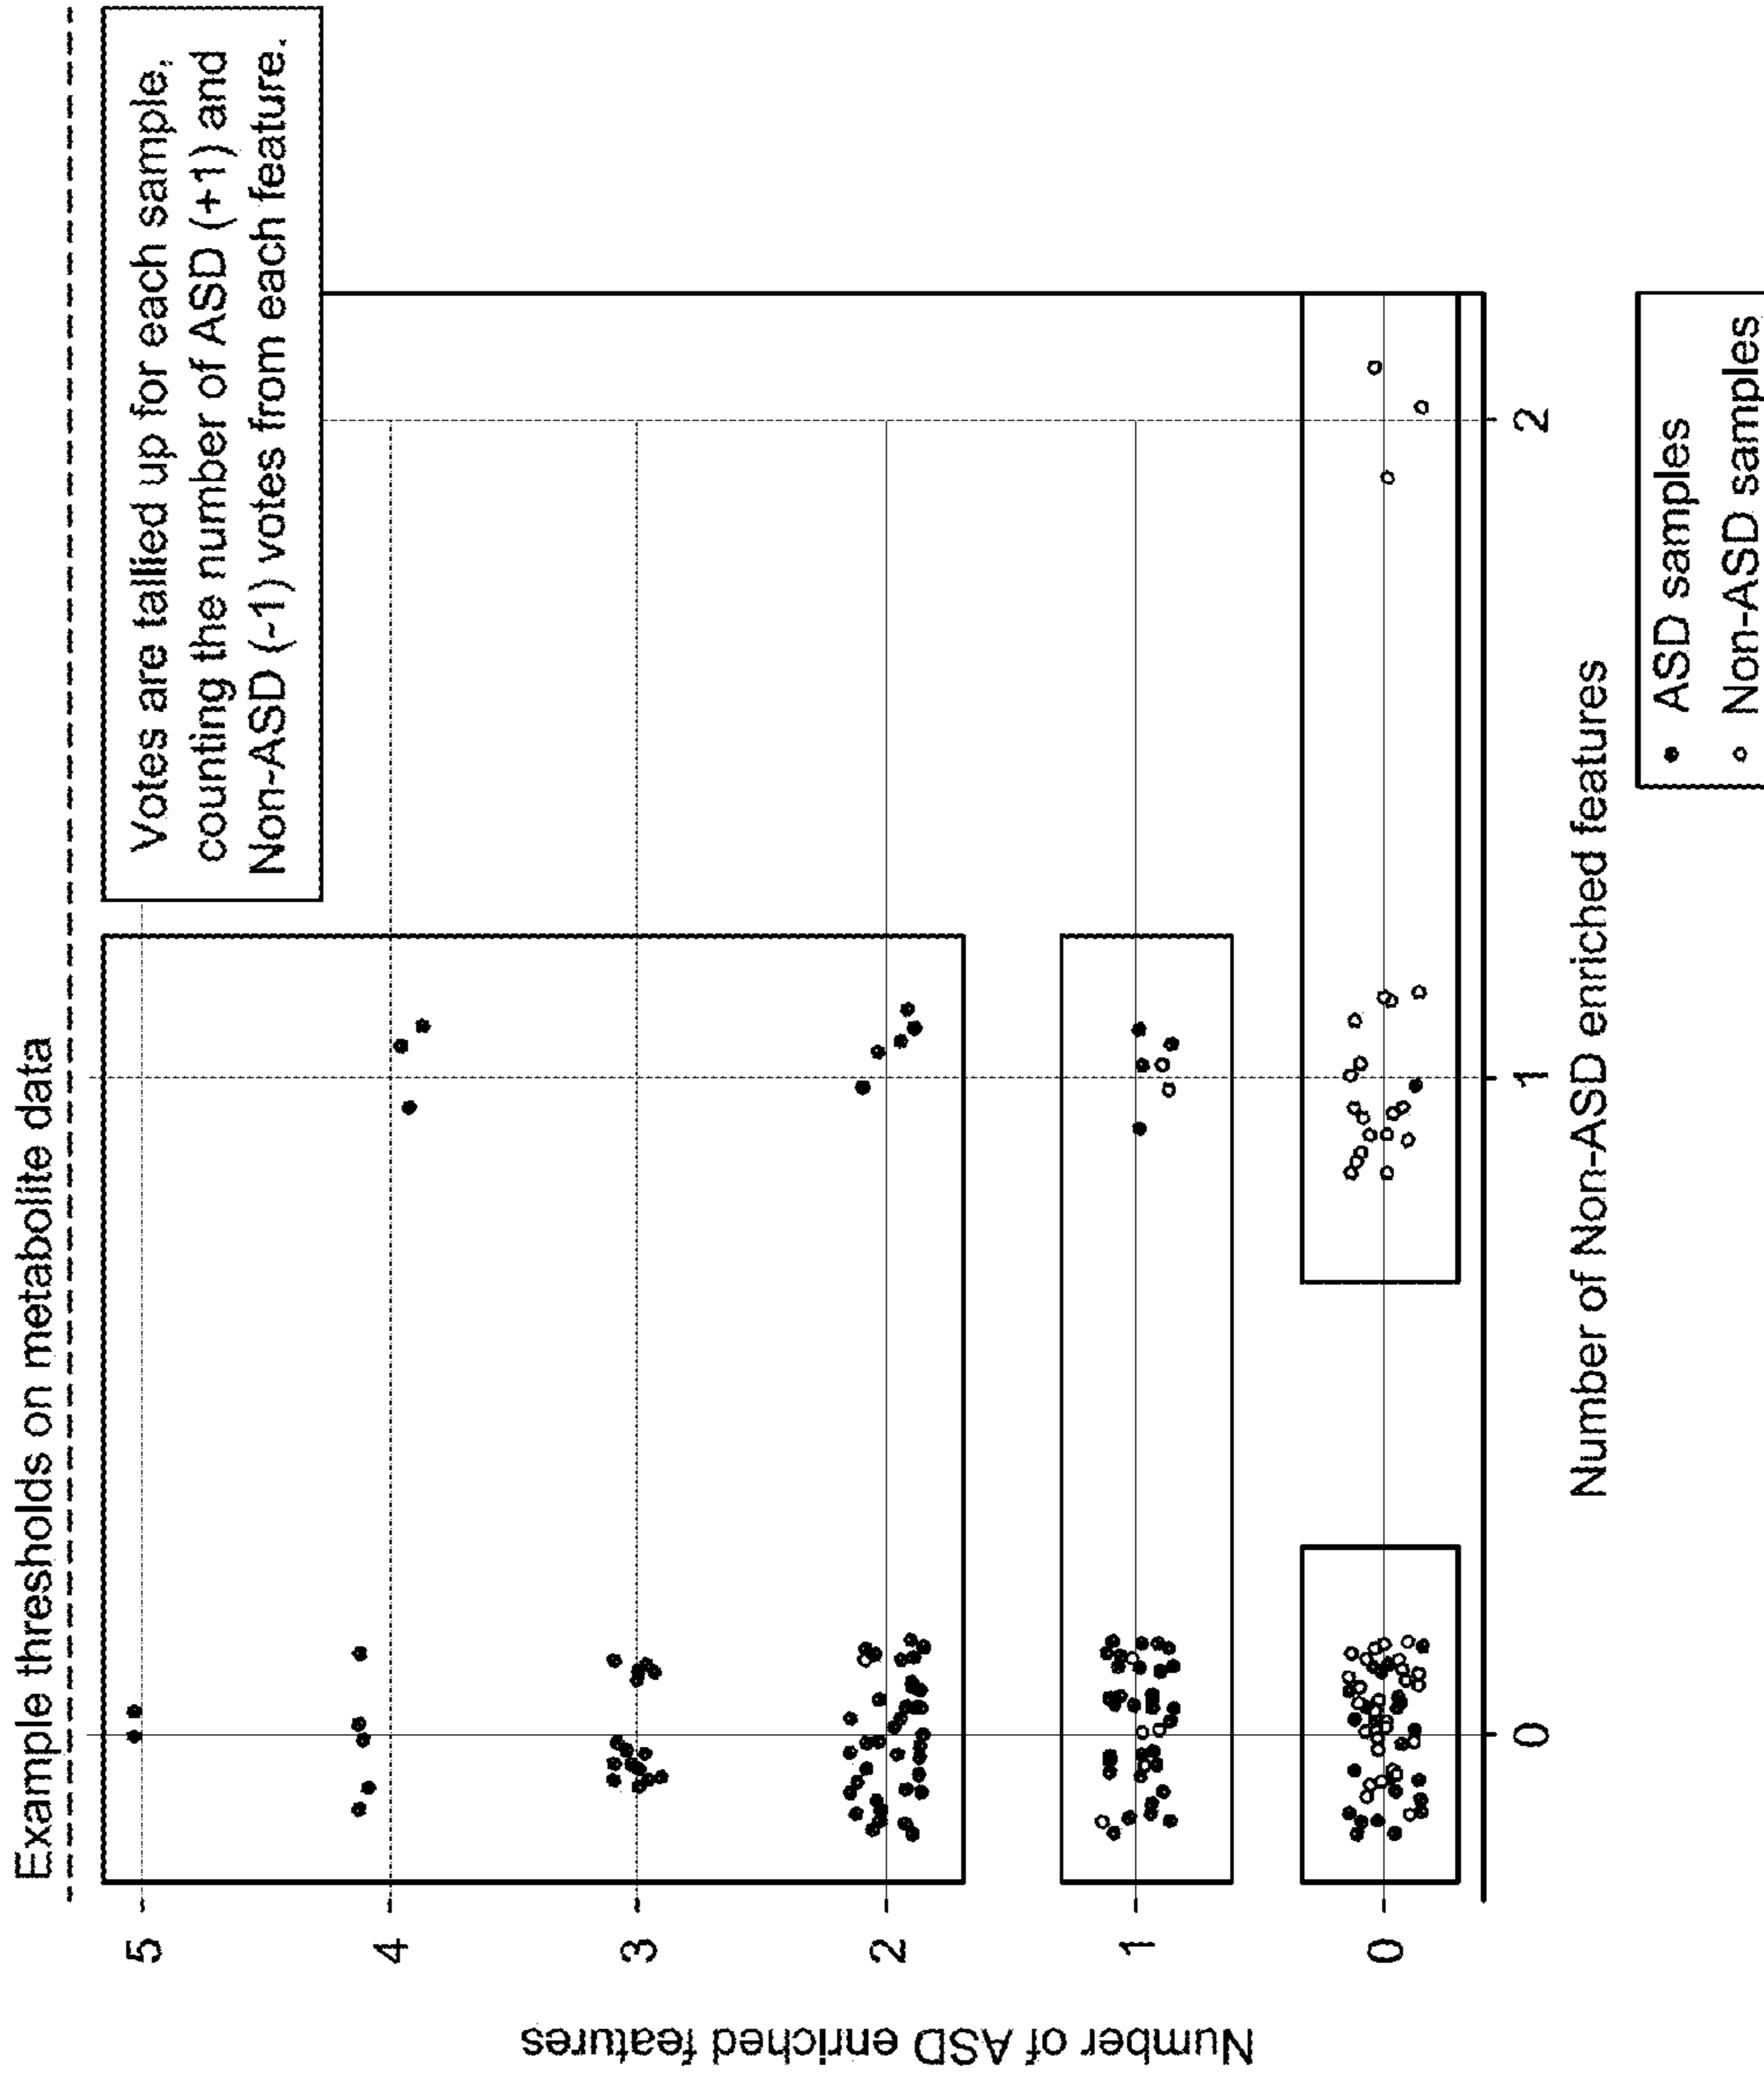 Example thresholds on metabolite data
Votes are tallied up for each sample,
counting the number of ASD (+1) and
Non-ASD (-1) votes from each feature.
Number of ASD enriched features
5
4
3
2
1
0
0
1
2
Number of Non-ASD enriched features
ASD samples
Non-ASD samples